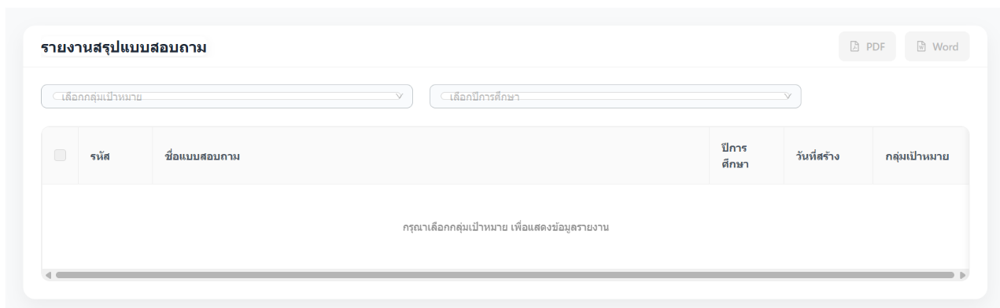 รายงานสรุปแบบสอบถาม
PDF
Word
เลือกกลุ่มเป้าหมาย
เลือกปีการศึกษา
รหัส
ชื่อแบบสอบถาม
ปีการ
ศึกษา
วันที่สร้าง
กลุ่มเป้าหมาย
กรุณาเลือกกลุ่มเป้าหมาย เพื่อแสดงข้อมูลรายงาน